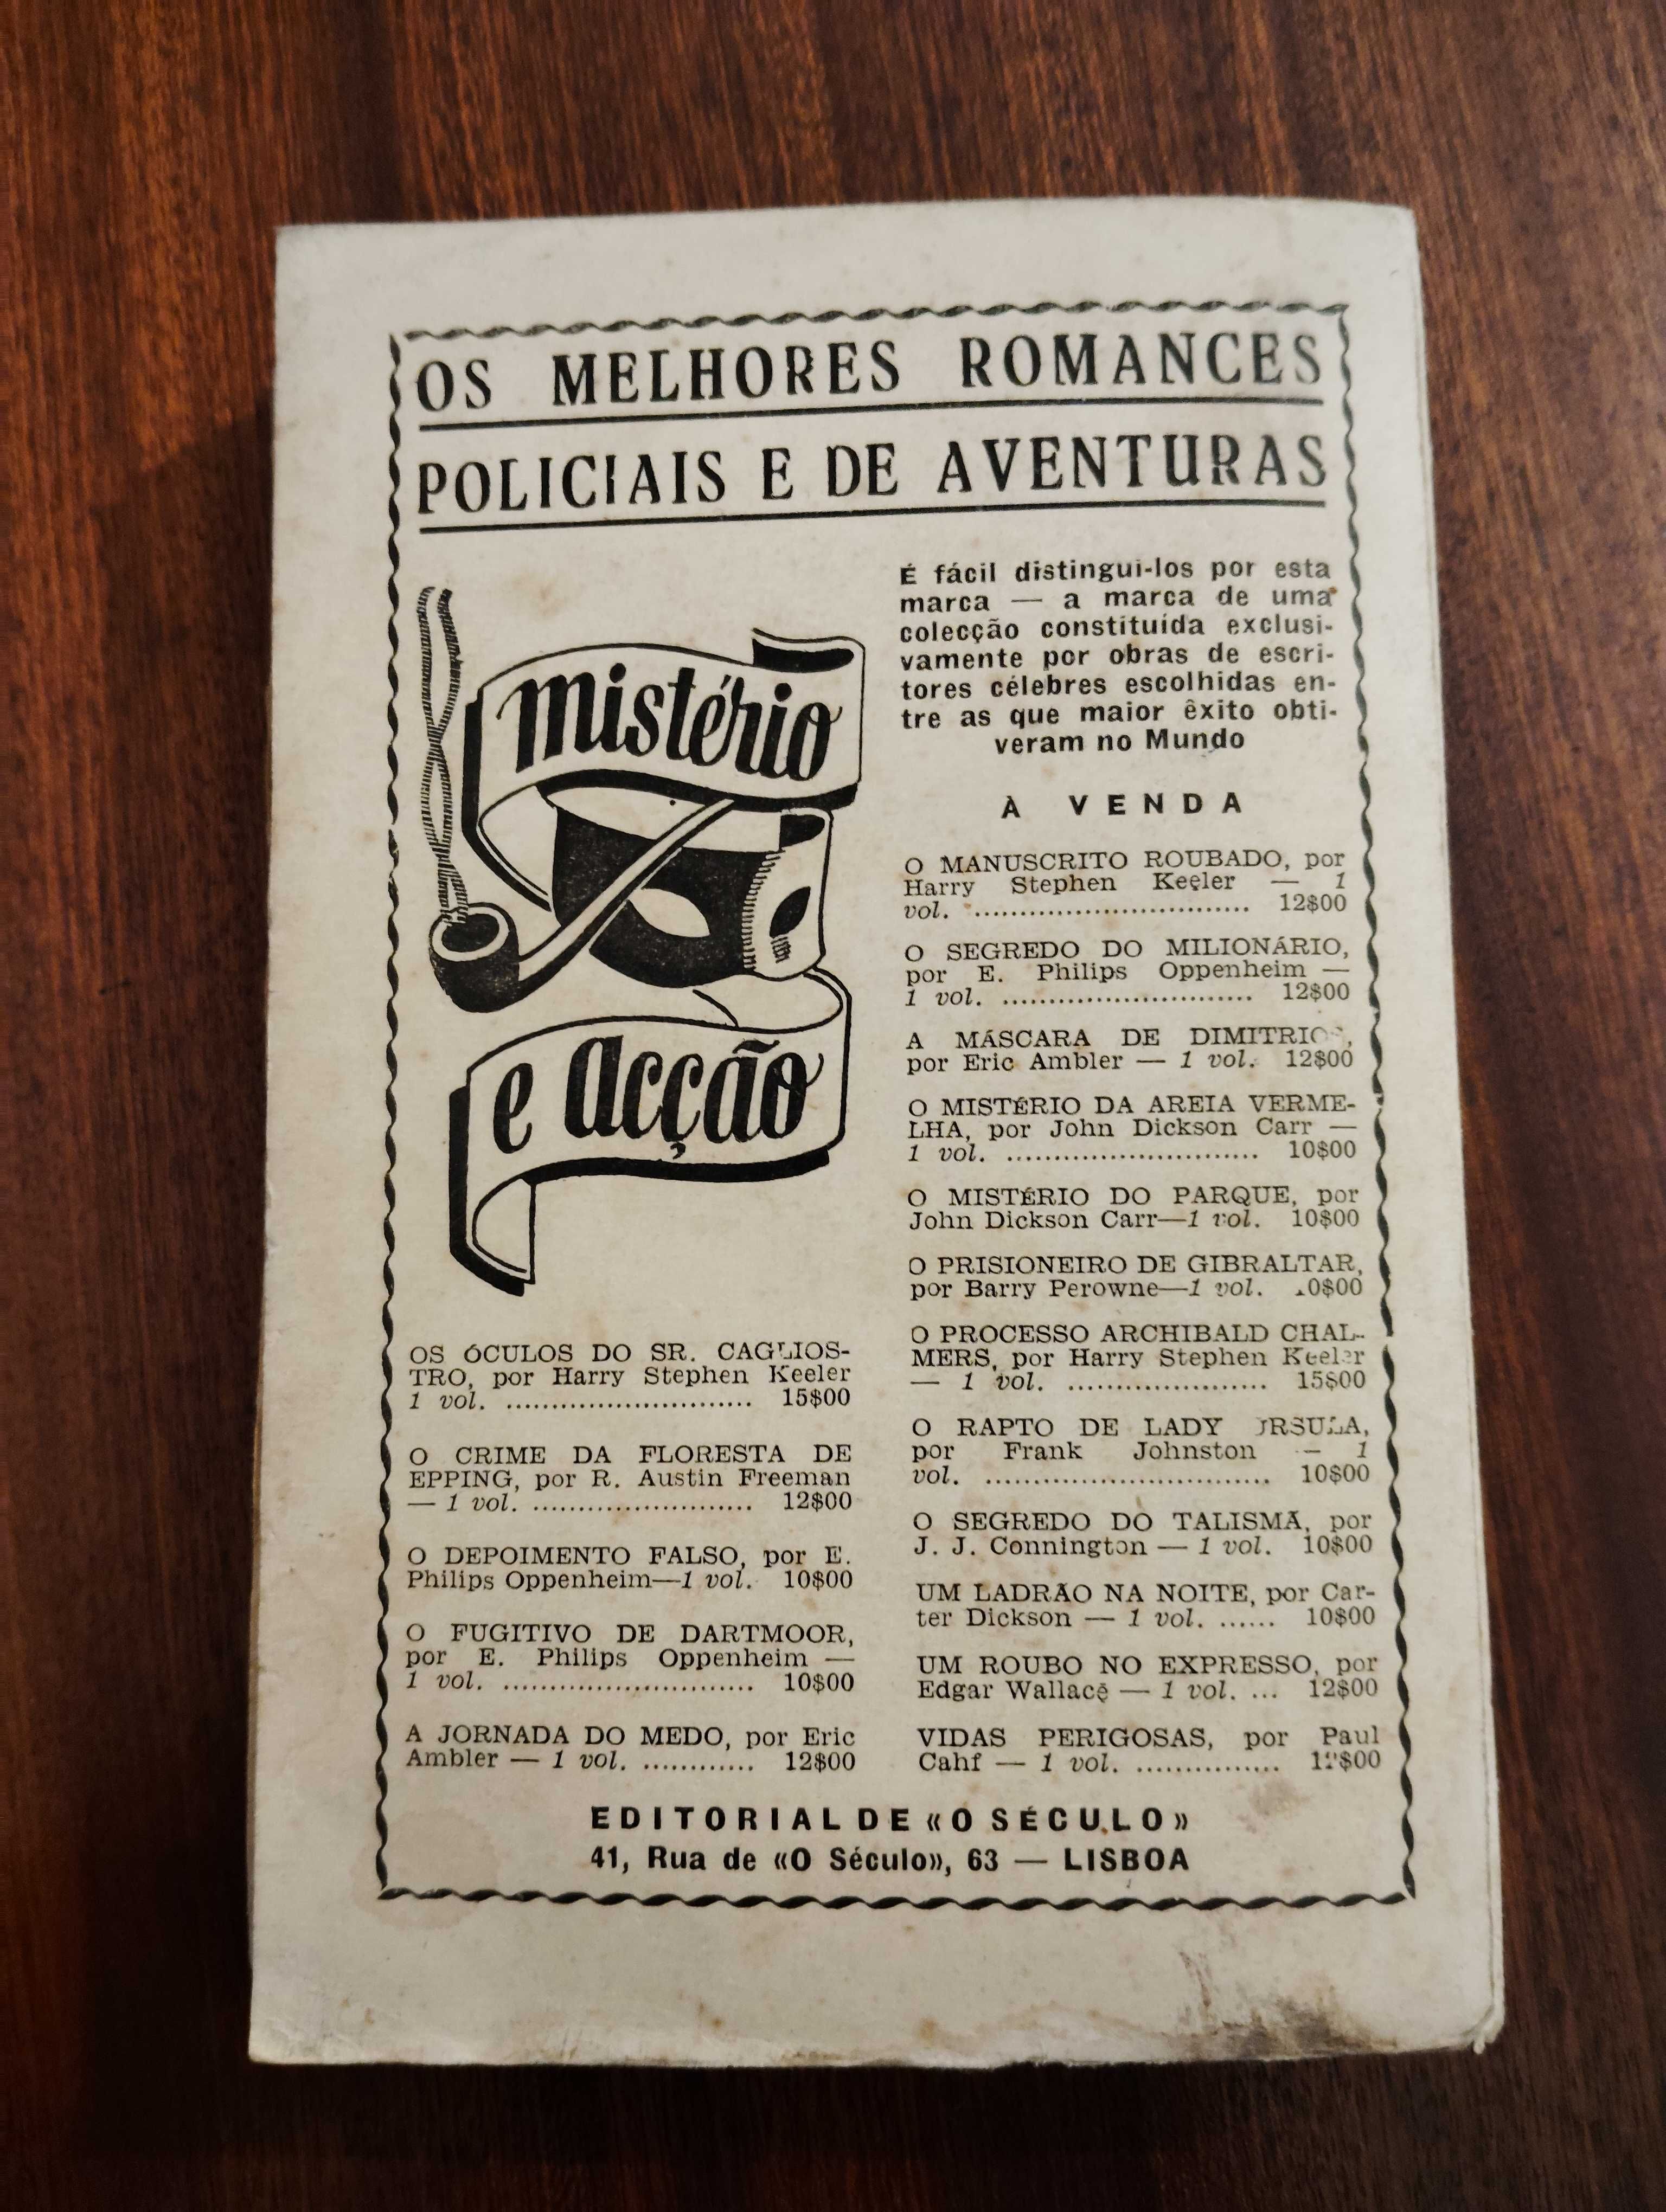 OS MELHORES ROMANCES
POLICIAIS E DE AVENTURAS
mistério
e acção
OS ÓCULOS DO SR. CAGLIOS-
TRO, por Harry Stephen Keeler
1 vol. ........................... 15$00
O CRIME DA FLORESTA DE
EPPING, por R. Austin Freeman
— 1 vol. ........................ 12$00
O DEPOIMENTO FALSO, por E.
Philips Oppenheim—1 vol. 10$00
O FUGITIVO DE DARTMOOR,
por E. Philips Oppenheim —
1 vol. ........................... 10$00
A JORNADA DO MEDO, por Eric
Ambler — 1 vol. ............ 12$00
É fácil distingui-los por esta
marca — a marca de uma
colecção constituída exclusi-
vamente por obras de escri-
tores célebres escolhidas en-
tre as que maior êxito obti-
veram no Mundo
À VENDA
O MANUSCRITO ROUBADO, por
Harry Stephen Keeler — 1
vol. .............................. 12$00
O SEGREDO DO MILIONÁRIO,
por E. Philips Oppenheim —
1 vol. ........................... 12$00
A MÁSCARA DE DIMITRIOS,
por Eric Ambler — 1 vol. 12$00
O MISTÉRIO DA AREIA VERME-
LHA, por John Dickson Carr —
1 vol. ........................... 10$00
O MISTÉRIO DO PARQUE, por
John Dickson Carr—1 vol. 10$00
O PRISIONEIRO DE GIBRALTAR,
por Barry Perowne—1 vol. 10$00
O PROCESSO ARCHIBALD CHAL-
MERS, por Harry Stephen Keeler
— 1 vol. ..................... 15$00
O RAPTO DE LADY URSULA,
por Frank Johnston — 1
vol. .............................. 10$00
O SEGREDO DO TALISMÃ, por
J. J. Connington — 1 vol. 10$00
UM LADRÃO NA NOITE, por Car-
ter Dickson — 1 vol. ...... 10$00
UM ROUBO NO EXPRESSO, por
Edgar Wallace — 1 vol. ... 12$00
VIDAS PERIGOSAS, por Paul
Cahf — 1 vol. ............... 12$00
EDITORIAL DE «O SÉCULO»
41, Rua de «O Século», 63 — LISBOA